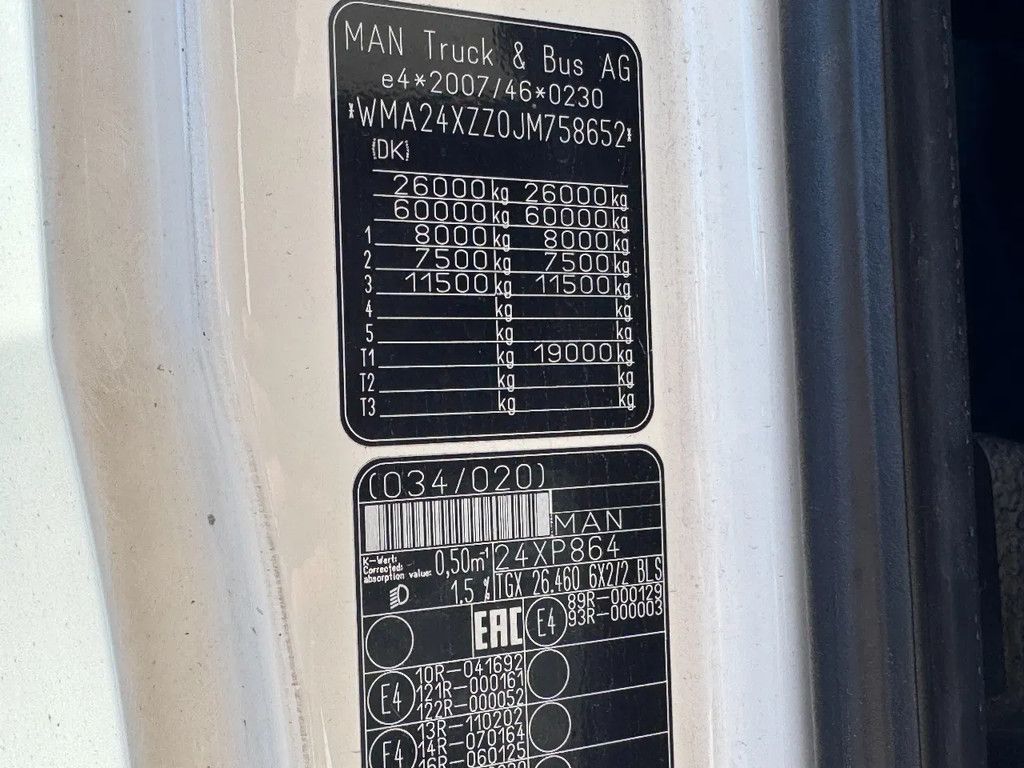 MAN Truck & Bus AG
e4*2007/46*0230
*WMA24XZZ0JM758652*
(DK)
26000 kg 26000 kg
60000 kg 60000 kg
1 8000 kg 8000 kg
2 7500 kg 7500 kg
3 11500 kg 11500 kg
4 kg kg
5 kg kg
T1 kg 19000 kg
T2 kg kg
T3 kg kg
(034/020)
MAN
K-Wert: Corrected absorption value: 0,50m⁻¹
24XP864
1.5 %
TGX 26.460 6X2/2 BLS
EAC
E4
89R-000129
93R-000003
E4
10R-041692
121R-000161
122R-000052
E4
13R-110202
14R-070164
16R-060125